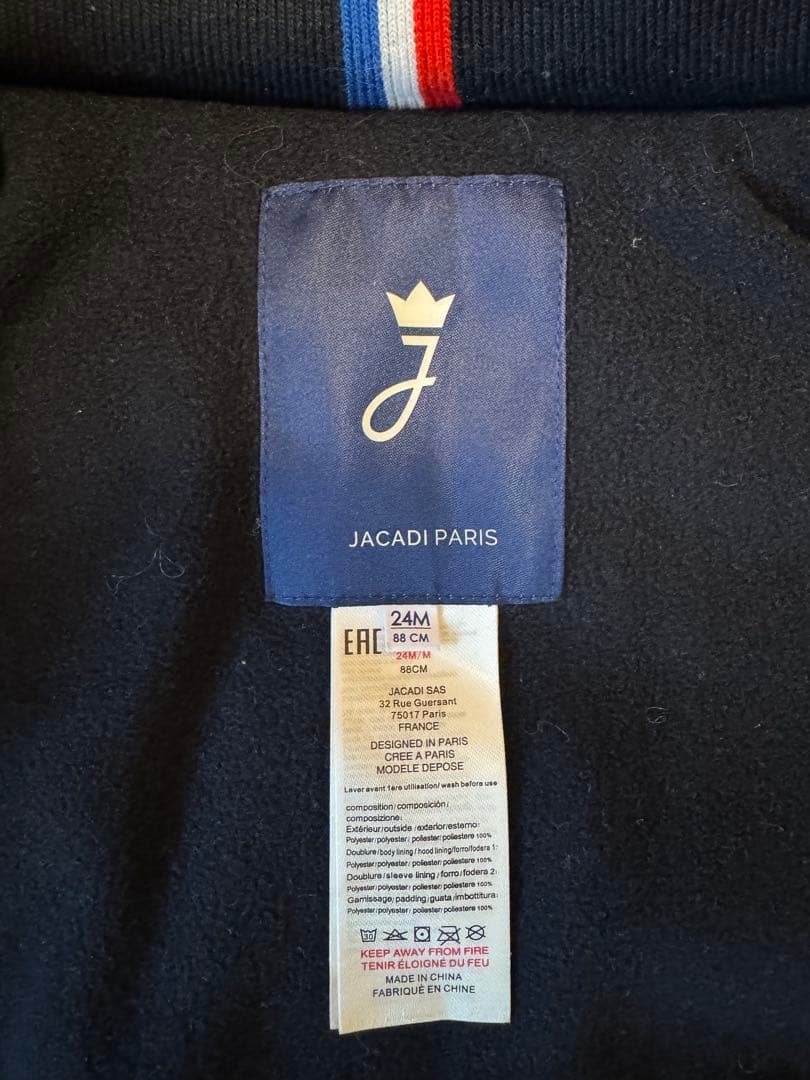 J
JACADI PARIS
24M
88 CM
EAC
24M/M
88CM
JACADI SAS
32 Rue Guersant
75017 Paris
FRANCE
DESIGNED IN PARIS
CREE A PARIS
MODELE DEPOSE
Laver avant 1ère utilisation/ wash before use
composition/composición/
composizione:
Extérieur/outside /exterior/esterno:
Polyester/polyester/ poliester/poliestere 100%
Doublure/body lining / hood lining/forro/fodera 1:
Polyester/polyester/ poliester/poliestere 100%
Doublure/sleeve lining / forro/fodera 2:
Polyester/polyester/ poliester/poliestere 100%
Garnissage/padding/guata/imbottitura:
Polyester/polyester/ poliester/poliestere 100%
30
KEEP AWAY FROM FIRE
TENIR ÉLOIGNÉ DU FEU
MADE IN CHINA
FABRIQUÉ EN CHINE